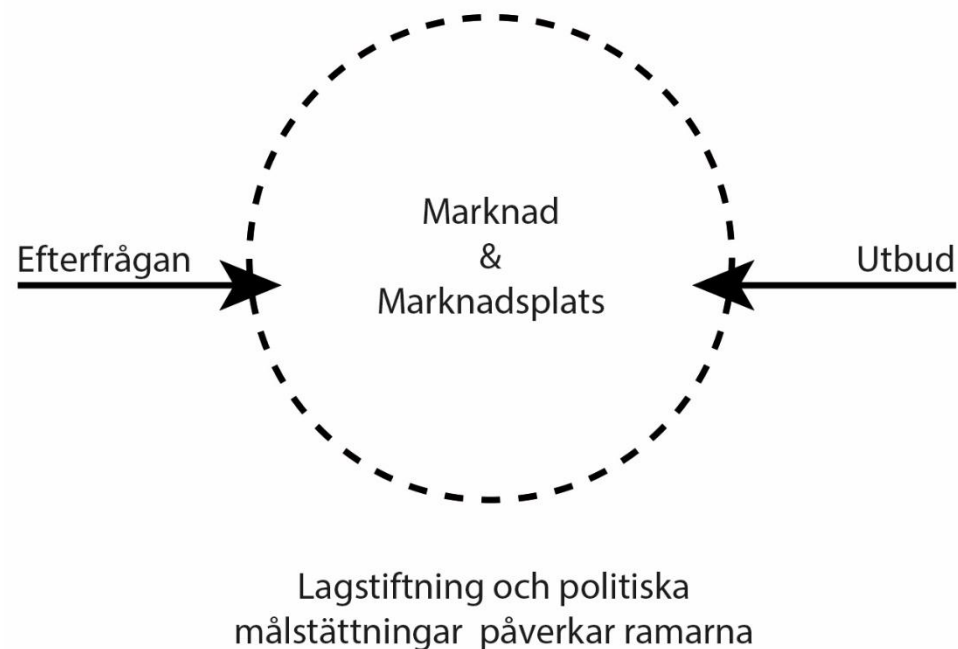 Marknad
&
Marknadsplats
Efterfrågan
Utbud
Lagstiftning och politiska
målstättningar påverkar ramarna